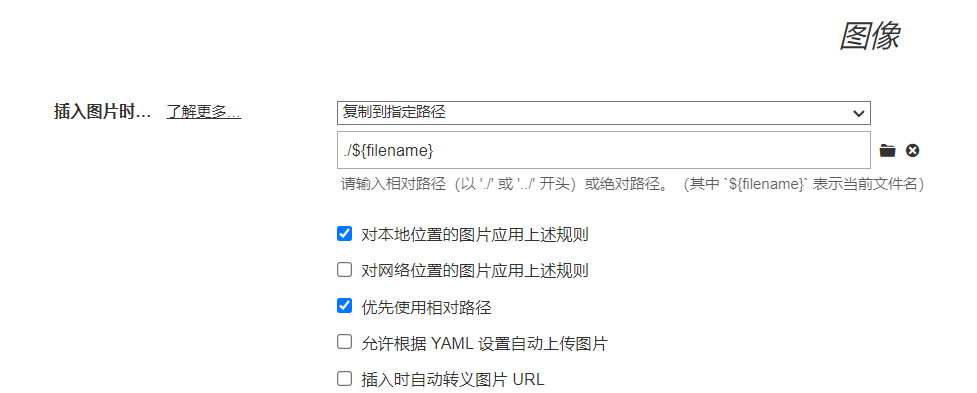 图像
插入图片时... 了解更多...
复制到指定路径
./${filename}
请输入相对路径（以 './' 或 '../' 开头）或绝对路径。（其中 `${filename}` 表示当前文件名）
对本地位置的图片应用上述规则
对网络位置的图片应用上述规则
优先使用相对路径
允许根据 YAML 设置自动上传图片
插入时自动转义图片 URL